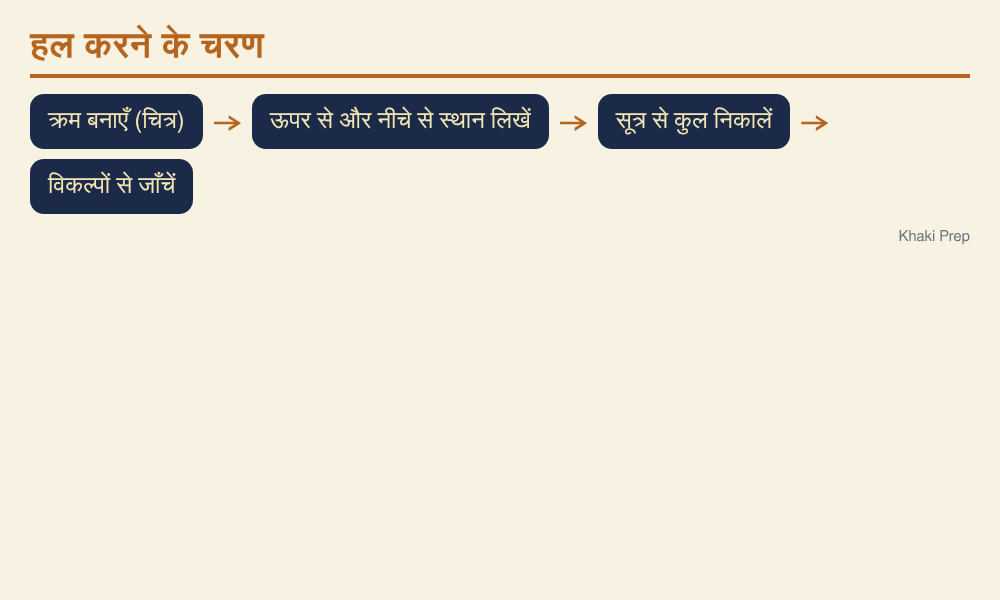 हल करने के चरण
क्रम बनाएँ (चित्र) → ऊपर से और नीचे से स्थान लिखें → सूत्र से कुल निकालें →
विकल्पों से जाँचें
Khaki Prep